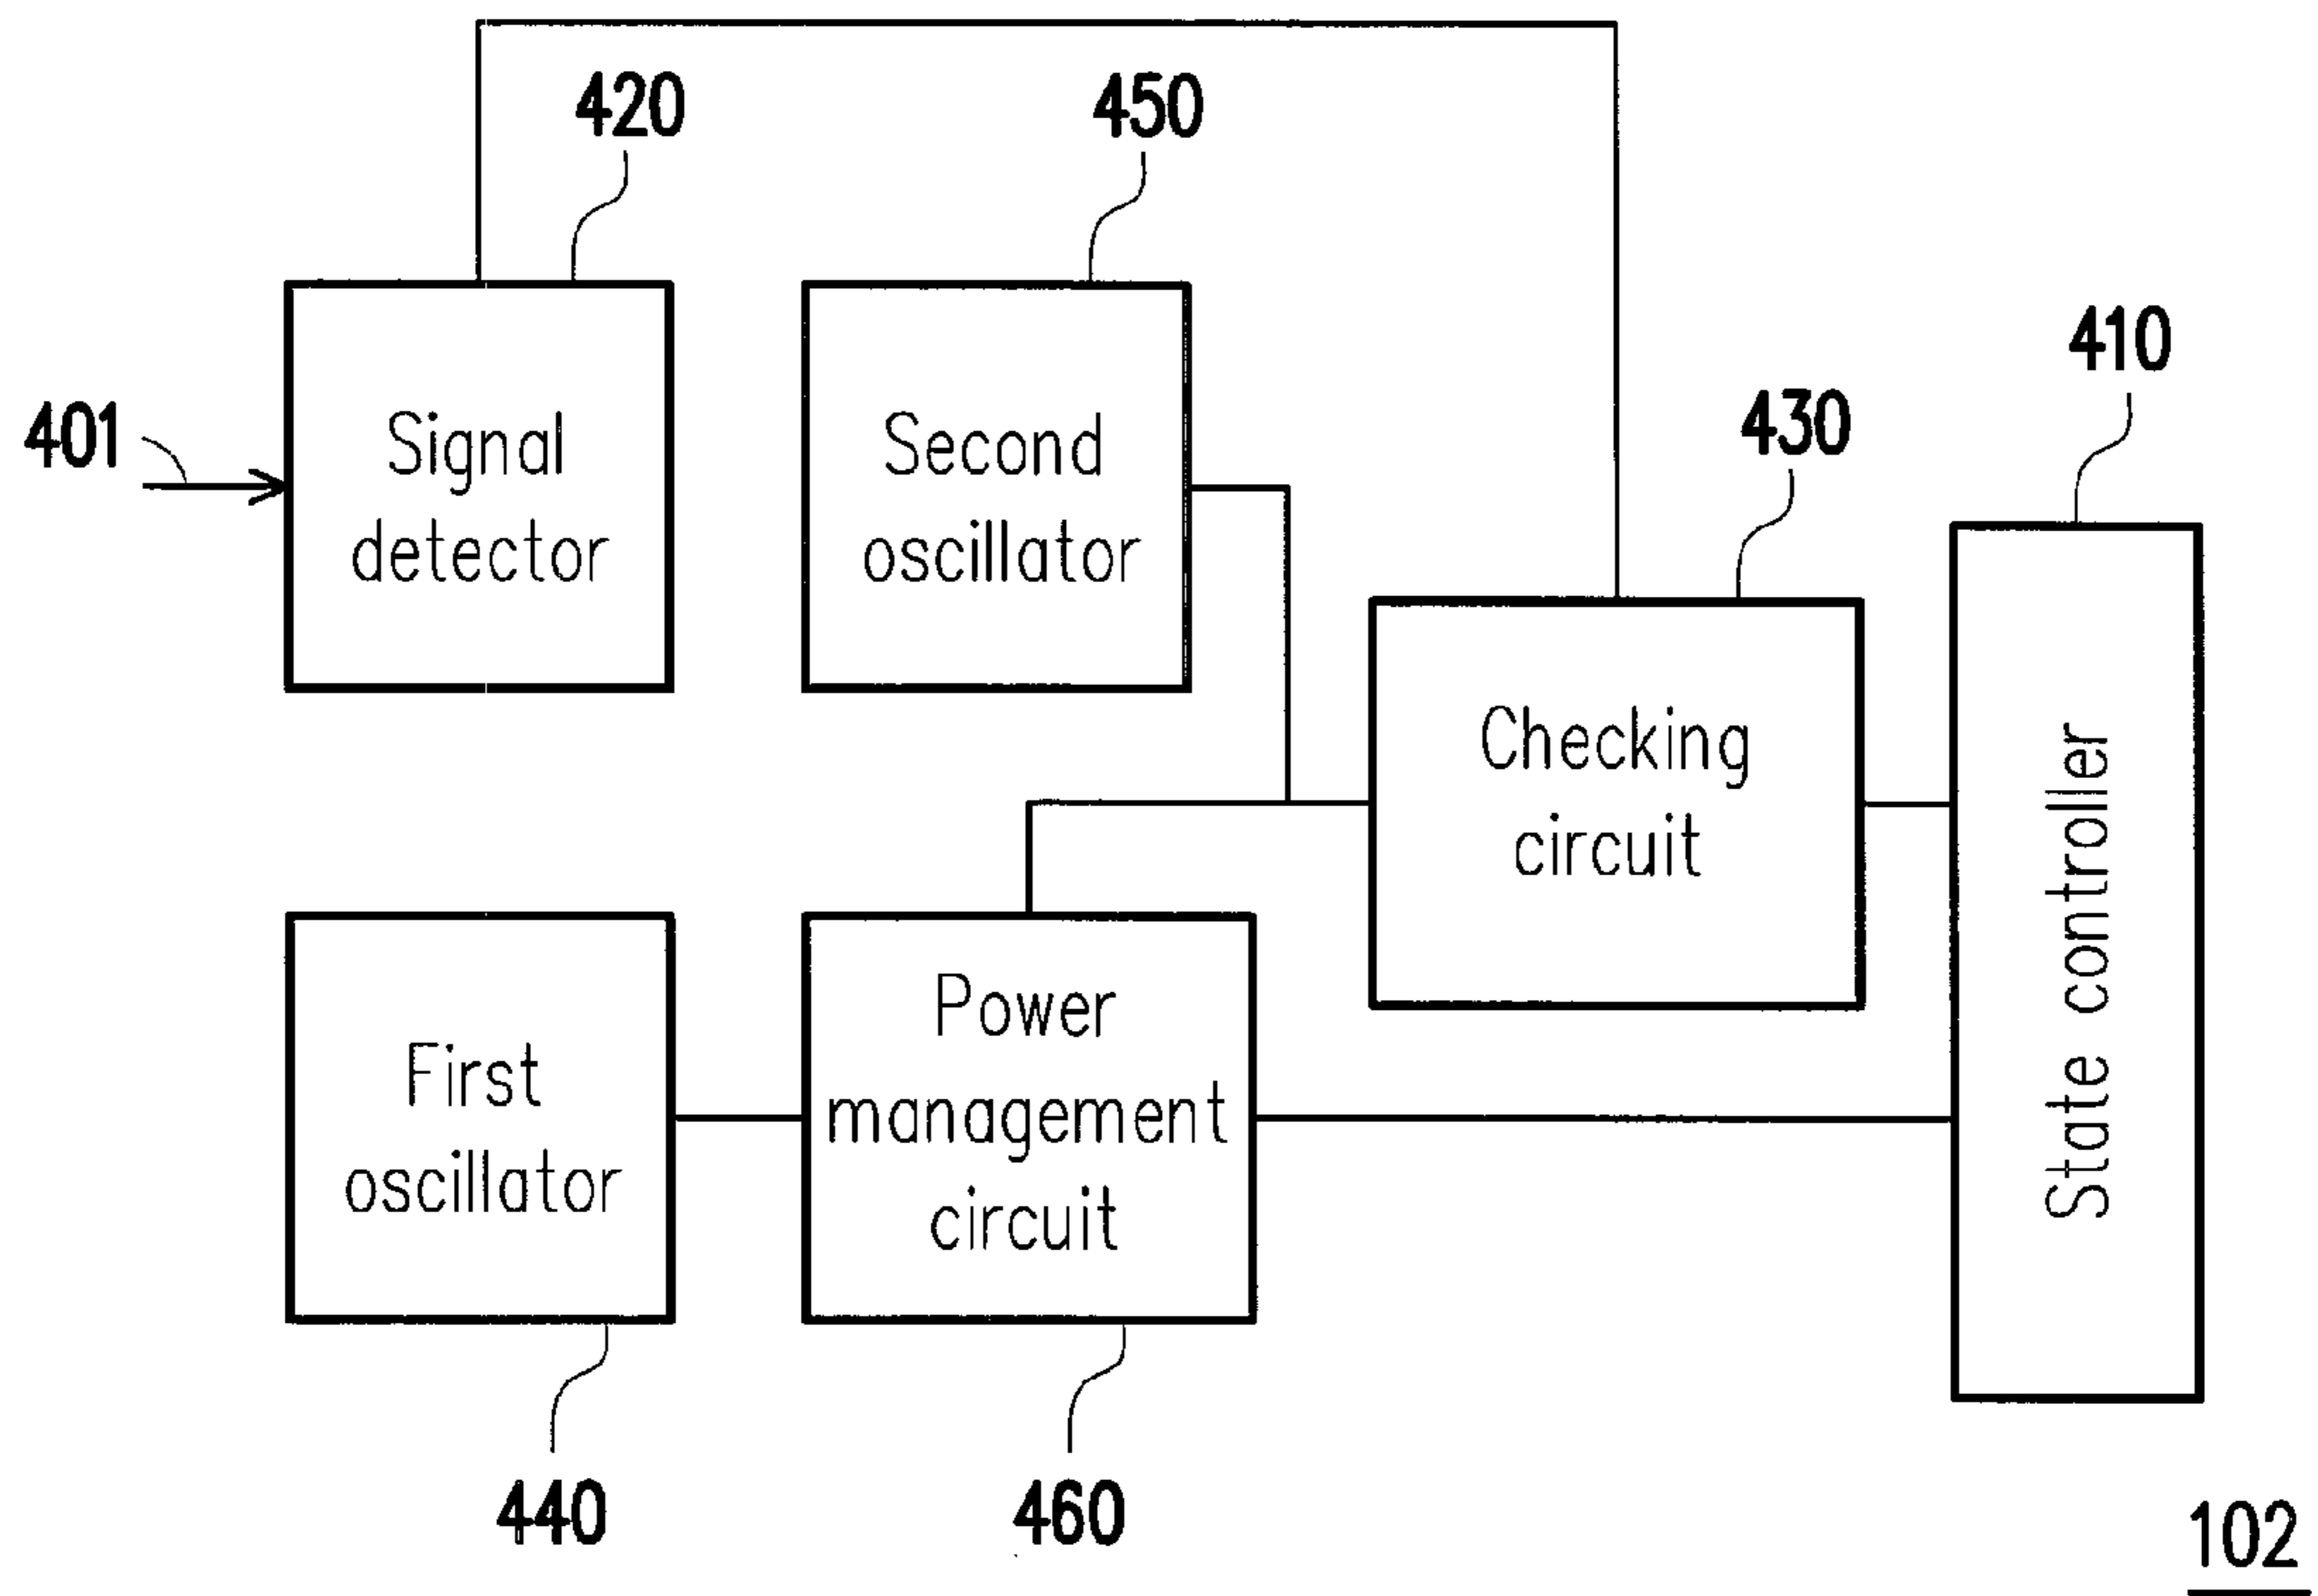 420
450
410
401
430
Signal
detector
Second
oscillator
Checking
circuit
State controller
First
oscillator
Power
management
circuit
440
460
102